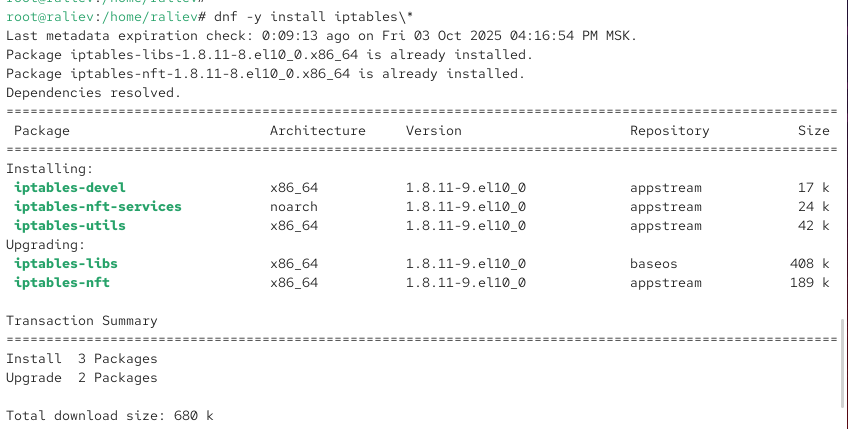 root@raliev:/home/raliev#
root@raliev:/home/raliev# dnf -y install iptables\*
Last metadata expiration check: 0:09:13 ago on Fri 03 Oct 2025 04:16:54 PM MSK.
Package iptables-libs-1.8.11-8.el10_0.x86_64 is already installed.
Package iptables-nft-1.8.11-8.el10_0.x86_64 is already installed.
Dependencies resolved.
========================================================================================================
Package Architecture Version Repository Size
========================================================================================================
Installing:
iptables-devel x86_64 1.8.11-9.el10_0 appstream 17 k
iptables-nft-services noarch 1.8.11-9.el10_0 appstream 24 k
iptables-utils x86_64 1.8.11-9.el10_0 appstream 42 k
Upgrading:
iptables-libs x86_64 1.8.11-9.el10_0 baseos 408 k
iptables-nft x86_64 1.8.11-9.el10_0 appstream 189 k
Transaction Summary
========================================================================================================
Install 3 Packages
Upgrade 2 Packages
Total download size: 680 k